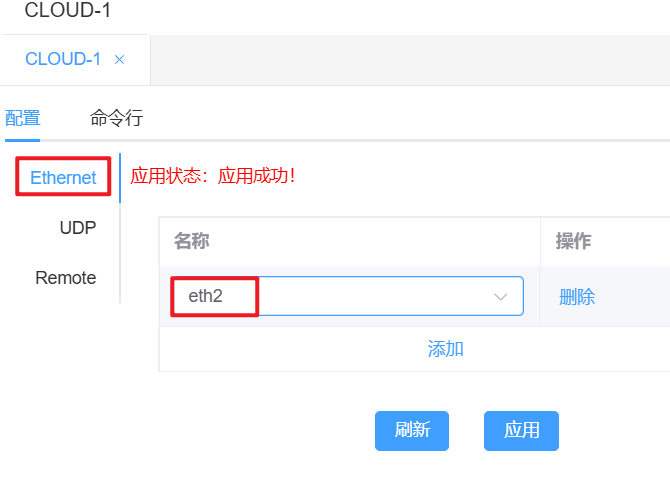 CLOUD-1
CLOUD-1 ×
配置 命令行
Ethernet
应用状态：应用成功！
UDP
Remote
名称 操作
eth2 删除
添加
刷新 应用